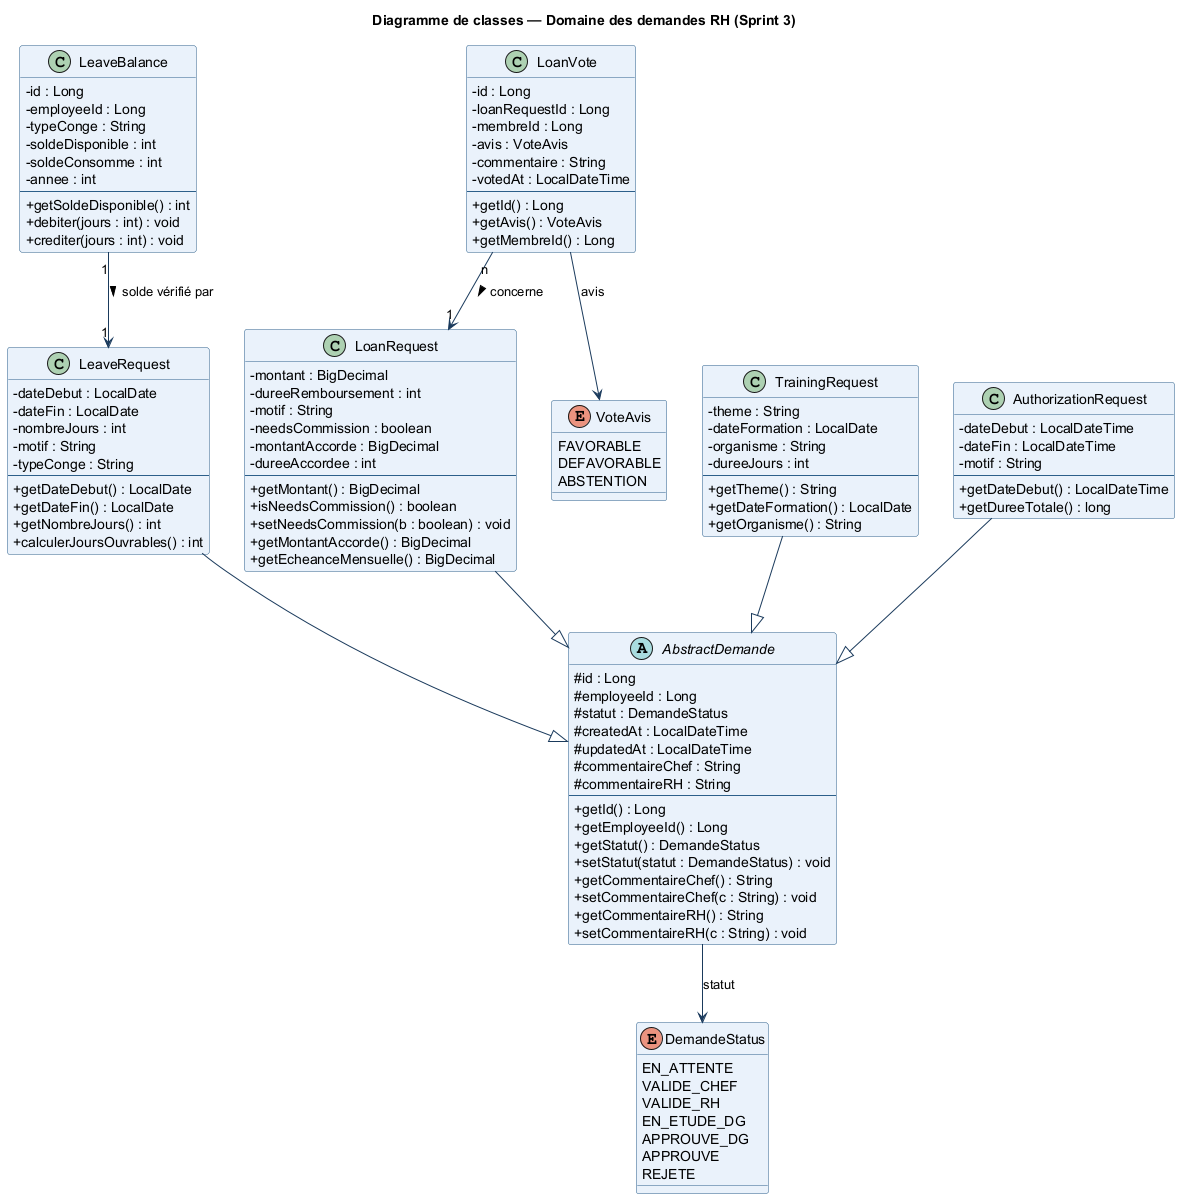 Diagramme de classes — Domaine des demandes RH (Sprint 3)
C LeaveBalance
-id : Long
-employeeId : Long
-typeConge : String
-soldeDisponible : int
-soldeConsomme : int
-annee : int
+getSoldeDisponible() : int
+debiter(jours : int) : void
+crediter(jours : int) : void
C LoanVote
-id : Long
-loanRequestId : Long
-membreId : Long
-avis : VoteAvis
-commentaire : String
-votedAt : LocalDateTime
+getId() : Long
+getAvis() : VoteAvis
+getMembreId() : Long
1
solde vérifié par
1
n
concerne
1
avis
C LeaveRequest
-dateDebut : LocalDate
-dateFin : LocalDate
-nombreJours : int
-motif : String
-typeConge : String
+getDateDebut() : LocalDate
+getDateFin() : LocalDate
+getNombreJours() : int
+calculerJoursOuvrables() : int
C LoanRequest
-montant : BigDecimal
-dureeRemboursement : int
-motif : String
-needsCommission : boolean
-montantAccorde : BigDecimal
-dureeAccordee : int
+getMontant() : BigDecimal
+isNeedsCommission() : boolean
+setNeedsCommission(b : boolean) : void
+getMontantAccorde() : BigDecimal
+getEcheanceMensuelle() : BigDecimal
E VoteAvis
FAVORABLE
DEFAVORABLE
ABSTENTION
C TrainingRequest
-theme : String
-dateFormation : LocalDate
-organisme : String
-dureeJours : int
+getTheme() : String
+getDateFormation() : LocalDate
+getOrganisme() : String
C AuthorizationRequest
-dateDebut : LocalDateTime
-dateFin : LocalDateTime
-motif : String
+getDateDebut() : LocalDateTime
+getDureeTotale() : long
A AbstractDemande
#id : Long
#employeeId : Long
#statut : DemandeStatus
#createdAt : LocalDateTime
#updatedAt : LocalDateTime
#commentaireChef : String
#commentaireRH : String
+getId() : Long
+getEmployeeId() : Long
+getStatut() : DemandeStatus
+setStatut(statut : DemandeStatus) : void
+getCommentaireChef() : String
+setCommentaireChef(c : String) : void
+getCommentaireRH() : String
+setCommentaireRH(c : String) : void
statut
E DemandeStatus
EN_ATTENTE
VALIDE_CHEF
VALIDE_RH
EN_ETUDE_DG
APPROUVE_DG
APPROUVE
REJETE